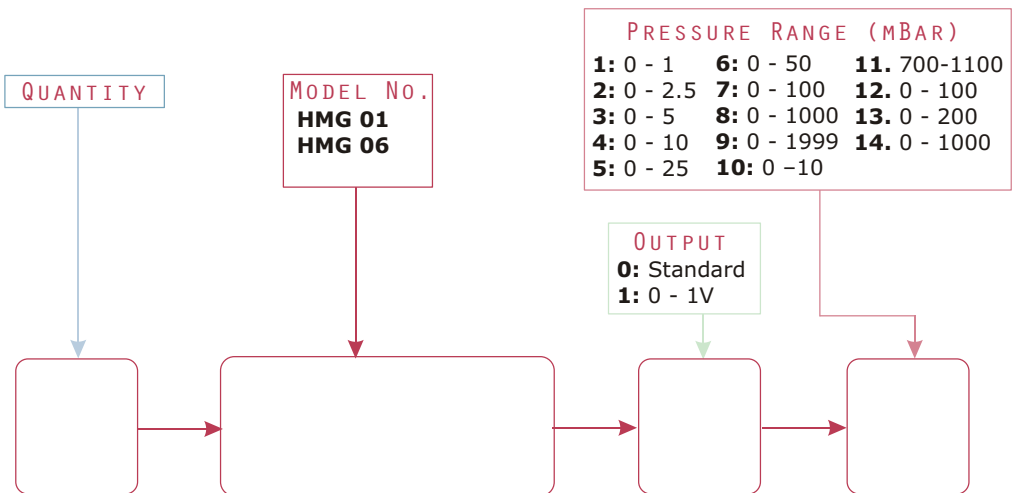 QUANTITY
MODEL NO.
HMG 01
HMG 06
PRESSURE RANGE (MBAR)
1: 0 - 1
2: 0 - 2.5
3: 0 - 5
4: 0 - 10
5: 0 - 25
6: 0 - 50
7: 0 - 100
8: 0 - 1000
9: 0 - 1999
10: 0 –10
11. 700-1100
12. 0 - 100
13. 0 - 200
14. 0 - 1000
OUTPUT
0: Standard
1: 0 - 1V